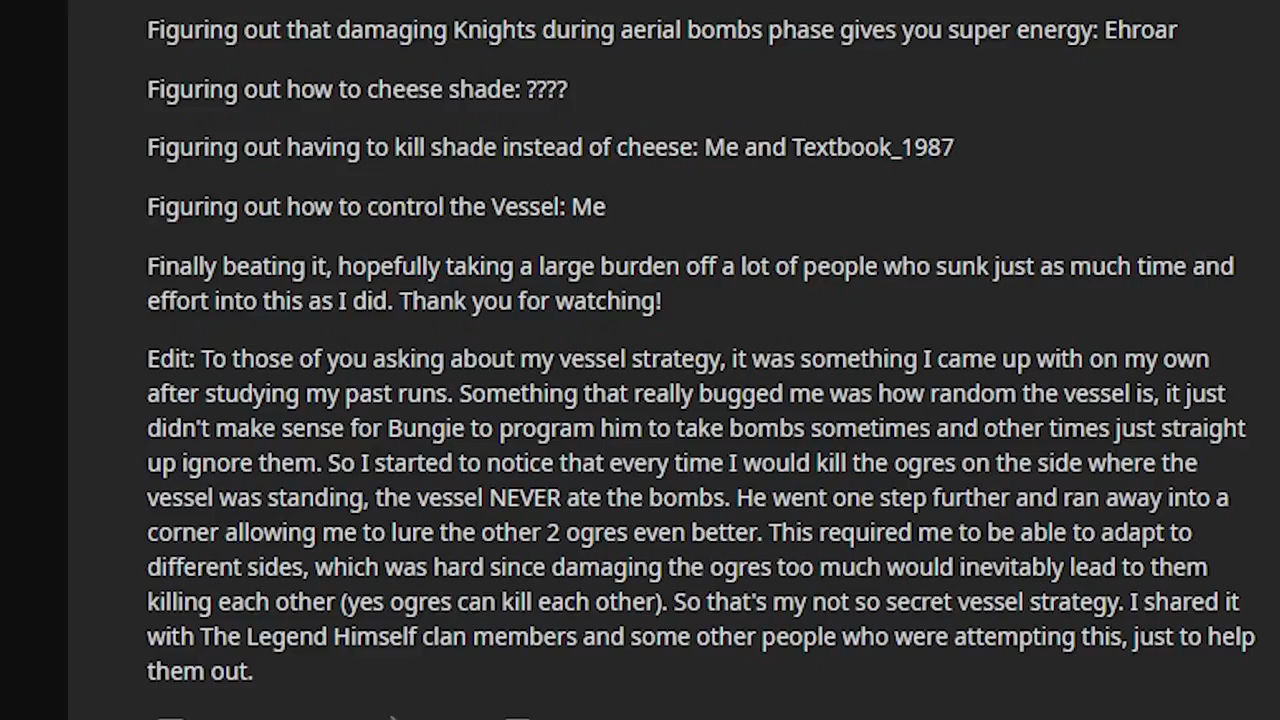 Figuring out that damaging Knights during aerial bombs phase gives you super energy: Ehroar
Figuring out how to cheese shade: ????
Figuring out having to kill shade instead of cheese: Me and Textbook_1987
Figuring out how to control the Vessel: Me
Finally beating it, hopefully taking a large burden off a lot of people who sunk just as much time and
effort into this as I did. Thank you for watching!
Edit: To those of you asking about my vessel strategy, it was something I came up with on my own
after studying my past runs. Something that really bugged me was how random the vessel is, it just
didn't make sense for Bungie to program him to take bombs sometimes and other times just straight
up ignore them. So I started to notice that every time I would kill the ogres on the side where the
vessel was standing, the vessel NEVER ate the bombs. He went one step further and ran away into a
corner allowing me to lure the other 2 ogres even better. This required me to be able to adapt to
different sides, which was hard since damaging the ogres too much would inevitably lead to them
killing each other (yes ogres can kill each other). So that's my not so secret vessel strategy. I shared it
with The Legend Himself clan members and some other people who were attempting this, just to help
them out.